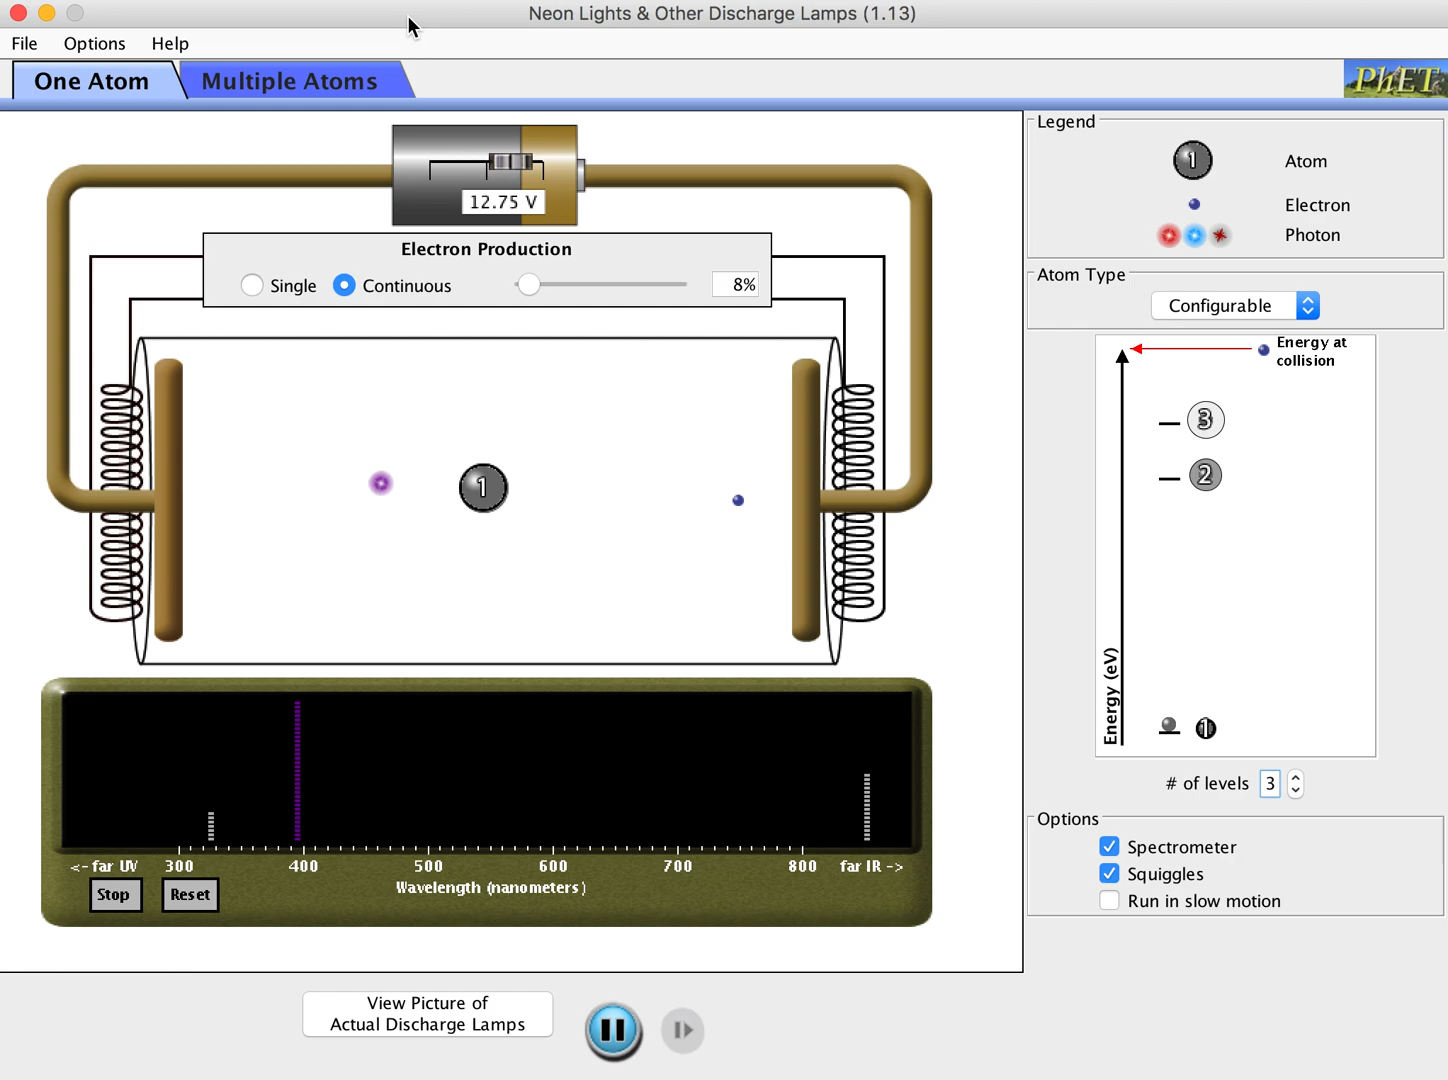 Neon Lights & Other Discharge Lamps (1.13)
File Options Help
One Atom Multiple Atoms
PhET
12.75 V
Electron Production
Single Continuous 8%
1
<- far UV 300 400 500 600 700 800 far IR ->
Wavelength (nanometers)
Stop Reset
View Picture of
Actual Discharge Lamps
Legend
1 Atom
Electron
Photon
Atom Type
Configurable
Energy at
collision
3
2
Energy (eV)
1
# of levels 3
Options
Spectrometer
Squiggles
Run in slow motion